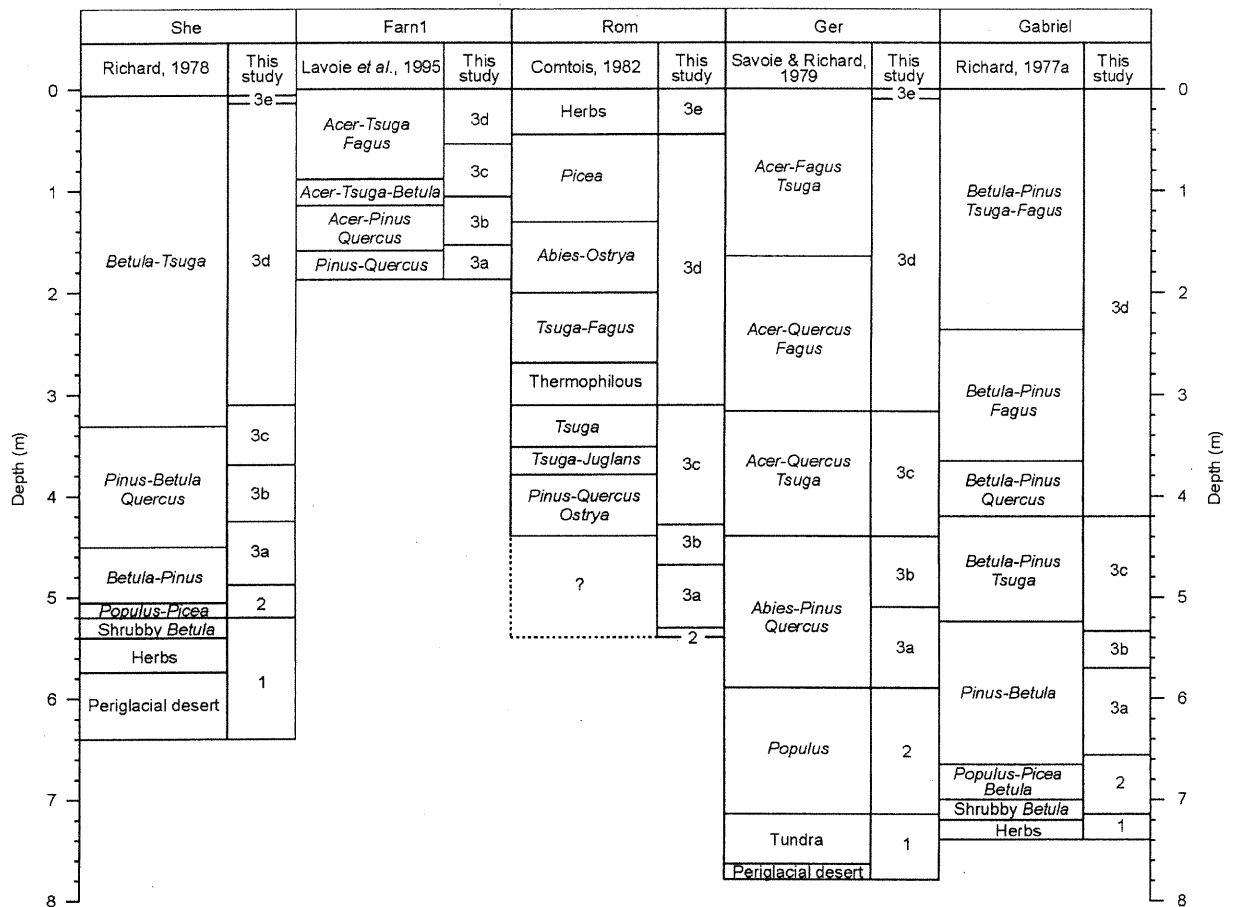 She
Farn1
Rom
Ger
Gabriel
Richard, 1978
This
study
Lavoie et al., 1995
This
study
Comtois, 1982
This
study
Savoie & Richard,
1979
This
study
Richard, 1977a
This
study
Depth (m)
0
1
2
3
4
5
6
7
8
Betula-Tsuga
Pinus-Betula
Quercus
Betula-Pinus
Populus-Picea
Shrubby Betula
Herbs
Periglacial desert
3e
3d
3c
3b
3a
2
1
Acer-Tsuga
Fagus
Acer-Tsuga-Betula
Acer-Pinus
Quercus
Pinus-Quercus
3d
3c
3b
3a
Herbs
Picea
Abies-Ostrya
Tsuga-Fagus
Thermophilous
Tsuga
Tsuga-Juglans
Pinus-Quercus
Ostrya
?
3e
3d
3c
3b
3a
2
Acer-Fagus
Tsuga
Acer-Quercus
Fagus
Acer-Quercus
Tsuga
Abies-Pinus
Quercus
Populus
Tundra
Periglacial desert
3e
3d
3c
3b
3a
2
1
Betula-Pinus
Tsuga-Fagus
Betula-Pinus
Fagus
Betula-Pinus
Quercus
Betula-Pinus
Tsuga
Pinus-Betula
Populus-Picea
Betula
Shrubby Betula
Herbs
3d
3c
3b
3a
2
1
0
1
2
3
4
5
6
7
8
Depth (m)